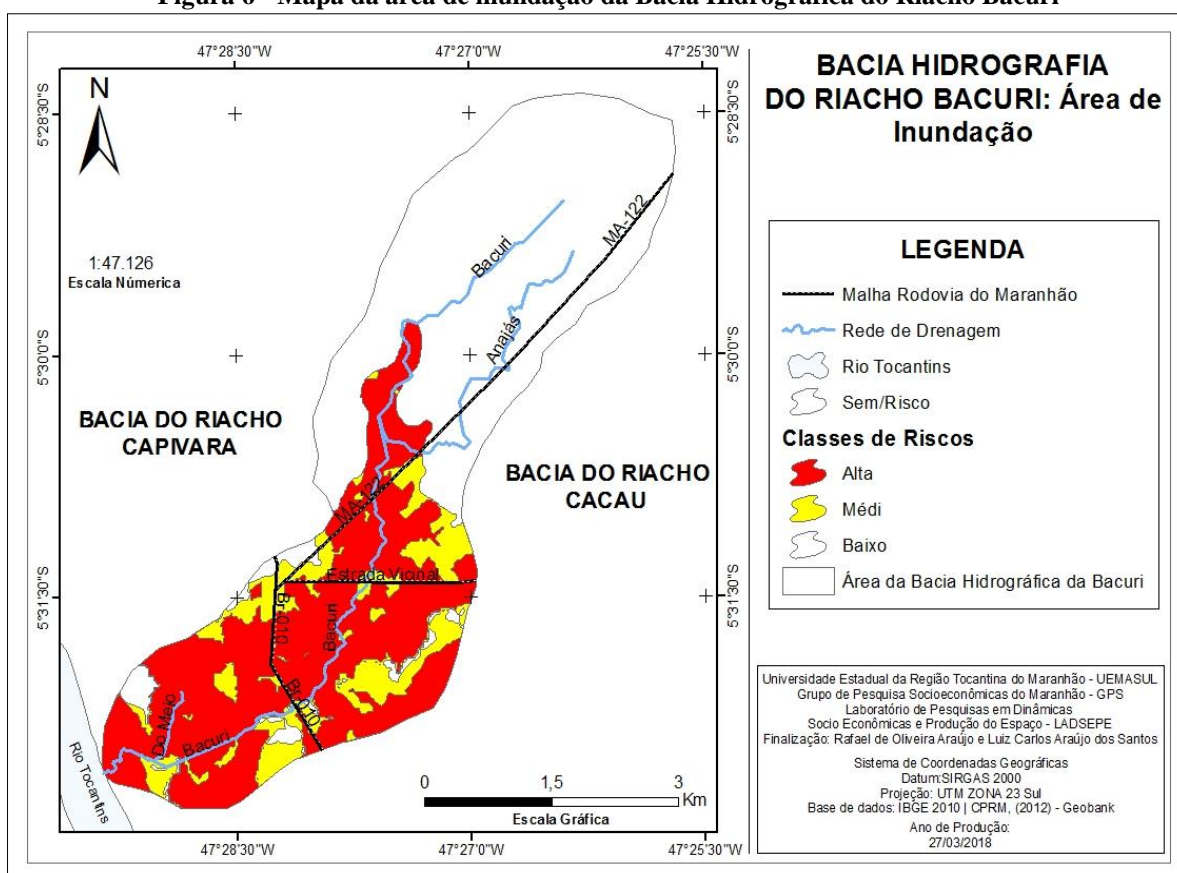 Figura 6 - Mapa da área de inundação da Bacia Hidrográfica do Riacho Bacuri
47°28'30"W
47°27'0"W
47°25'30"W
BACIA HIDROGRAFIA
DO RIACHO BACURI: Área de
Inundação
N
5°28'30"S
5°28'30"S
MA-122
Bacuri
Anajás
1:47.126
Escala Númerica
LEGENDA
Malha Rodovia do Maranhão
Rede de Drenagem
Rio Tocantins
Sem/Risco
Classes de Riscos
Alta
Médi
Baixo
Área da Bacia Hidrográfica da Bacuri
5°30'0"S
5°30'0"S
BACIA DO RIACHO
CAPIVARA
BACIA DO RIACHO
CACAU
MA-122
Estrada Vicinal
5°31'30"S
5°31'30"S
Br-010
Bacuri
Br-010
Do Meio
Bacuri
Rio Tocantins
0
1,5
3
Km
Escala Gráfica
47°28'30"W
47°27'0"W
47°25'30"W
Universidade Estadual da Região Tocantina do Maranhão - UEMASUL
Grupo de Pesquisa Socioeconômicas do Maranhão - GPS
Laboratório de Pesquisas em Dinâmicas
Socio Econômicas e Produção do Espaço - LADSEPE
Finalização: Rafael de Oliveira Araújo e Luiz Carlos Araújo dos Santos
Sistema de Coordenadas Geográficas
Datum:SIRGAS 2000
Projeção: UTM ZONA 23 Sul
Base de dados: IBGE 2010 | CPRM, (2012) - Geobank
Ano de Produção:
27/03/2018